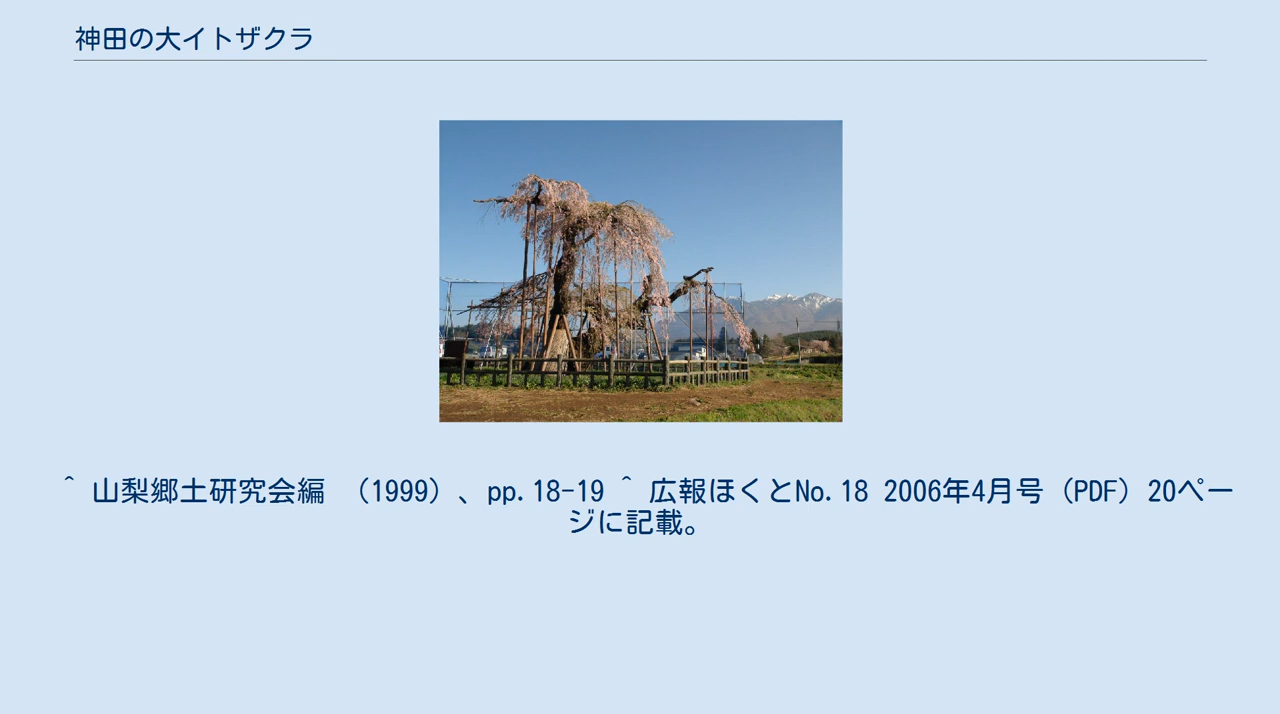 神田の大イトザクラ
^ 山梨郷土研究会編 （1999）、pp.18-19 ^ 広報ほくとNo.18 2006年4月号（PDF）20ペー
ジに記載。